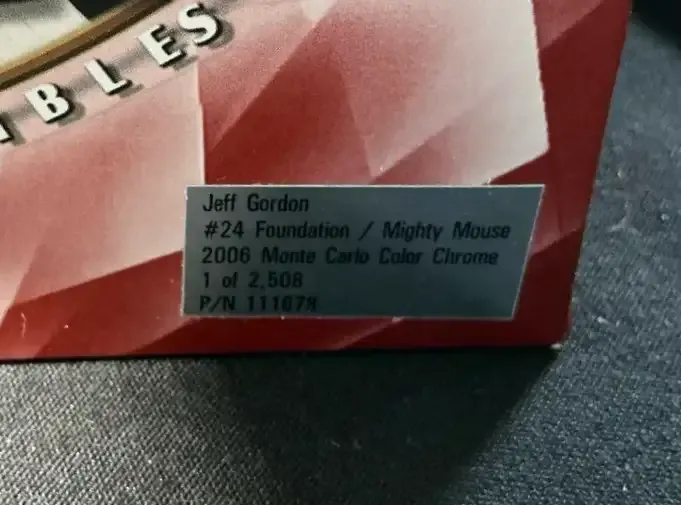 BLES
Jeff Gordon
#24 Foundation / Mighty Mouse
2006 Monte Carlo Color Chrome
1 of 2,508
P/N 111678